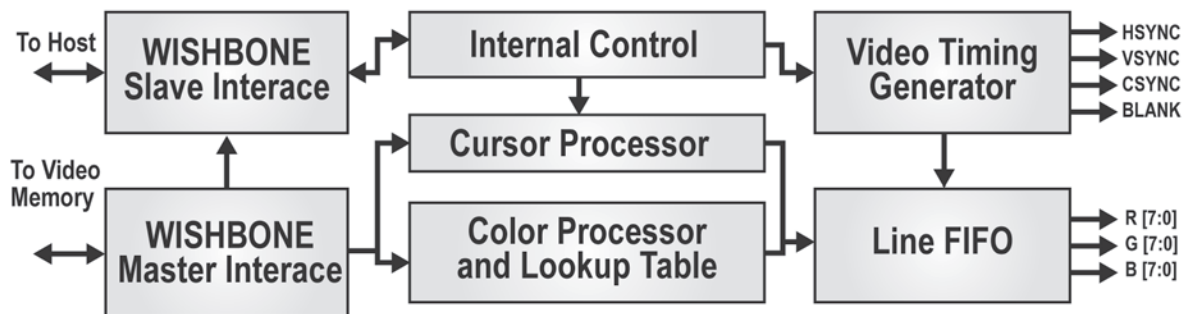 To Host
WISHBONE
Slave Interace
Internal Control
Video Timing
Generator
HSYNC
VSYNC
CSYNC
BLANK
Cursor Processor
To Video
Memory
WISHBONE
Master Interace
Color Processor
and Lookup Table
Line FIFO
R [7:0]
G [7:0]
B [7:0]